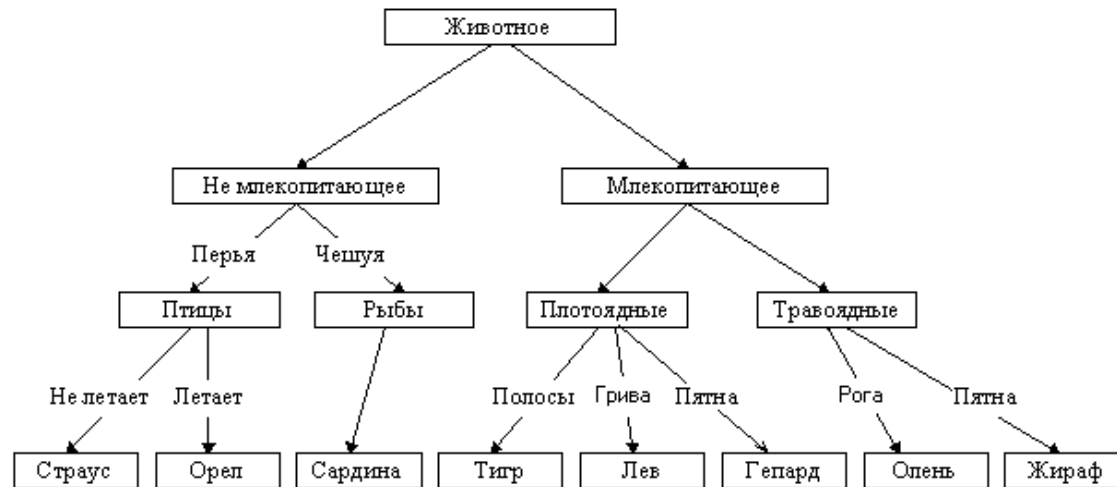 Животное
Не млекопитающее Млекопитающее
Перья Чешуя
Птицы Рыбы Плотоядные Травоядные
Не летает Летает Полосы Грива Пятна Рога Пятна
Страус Орел Сардина Тигр Лев Гепард Олень Жираф